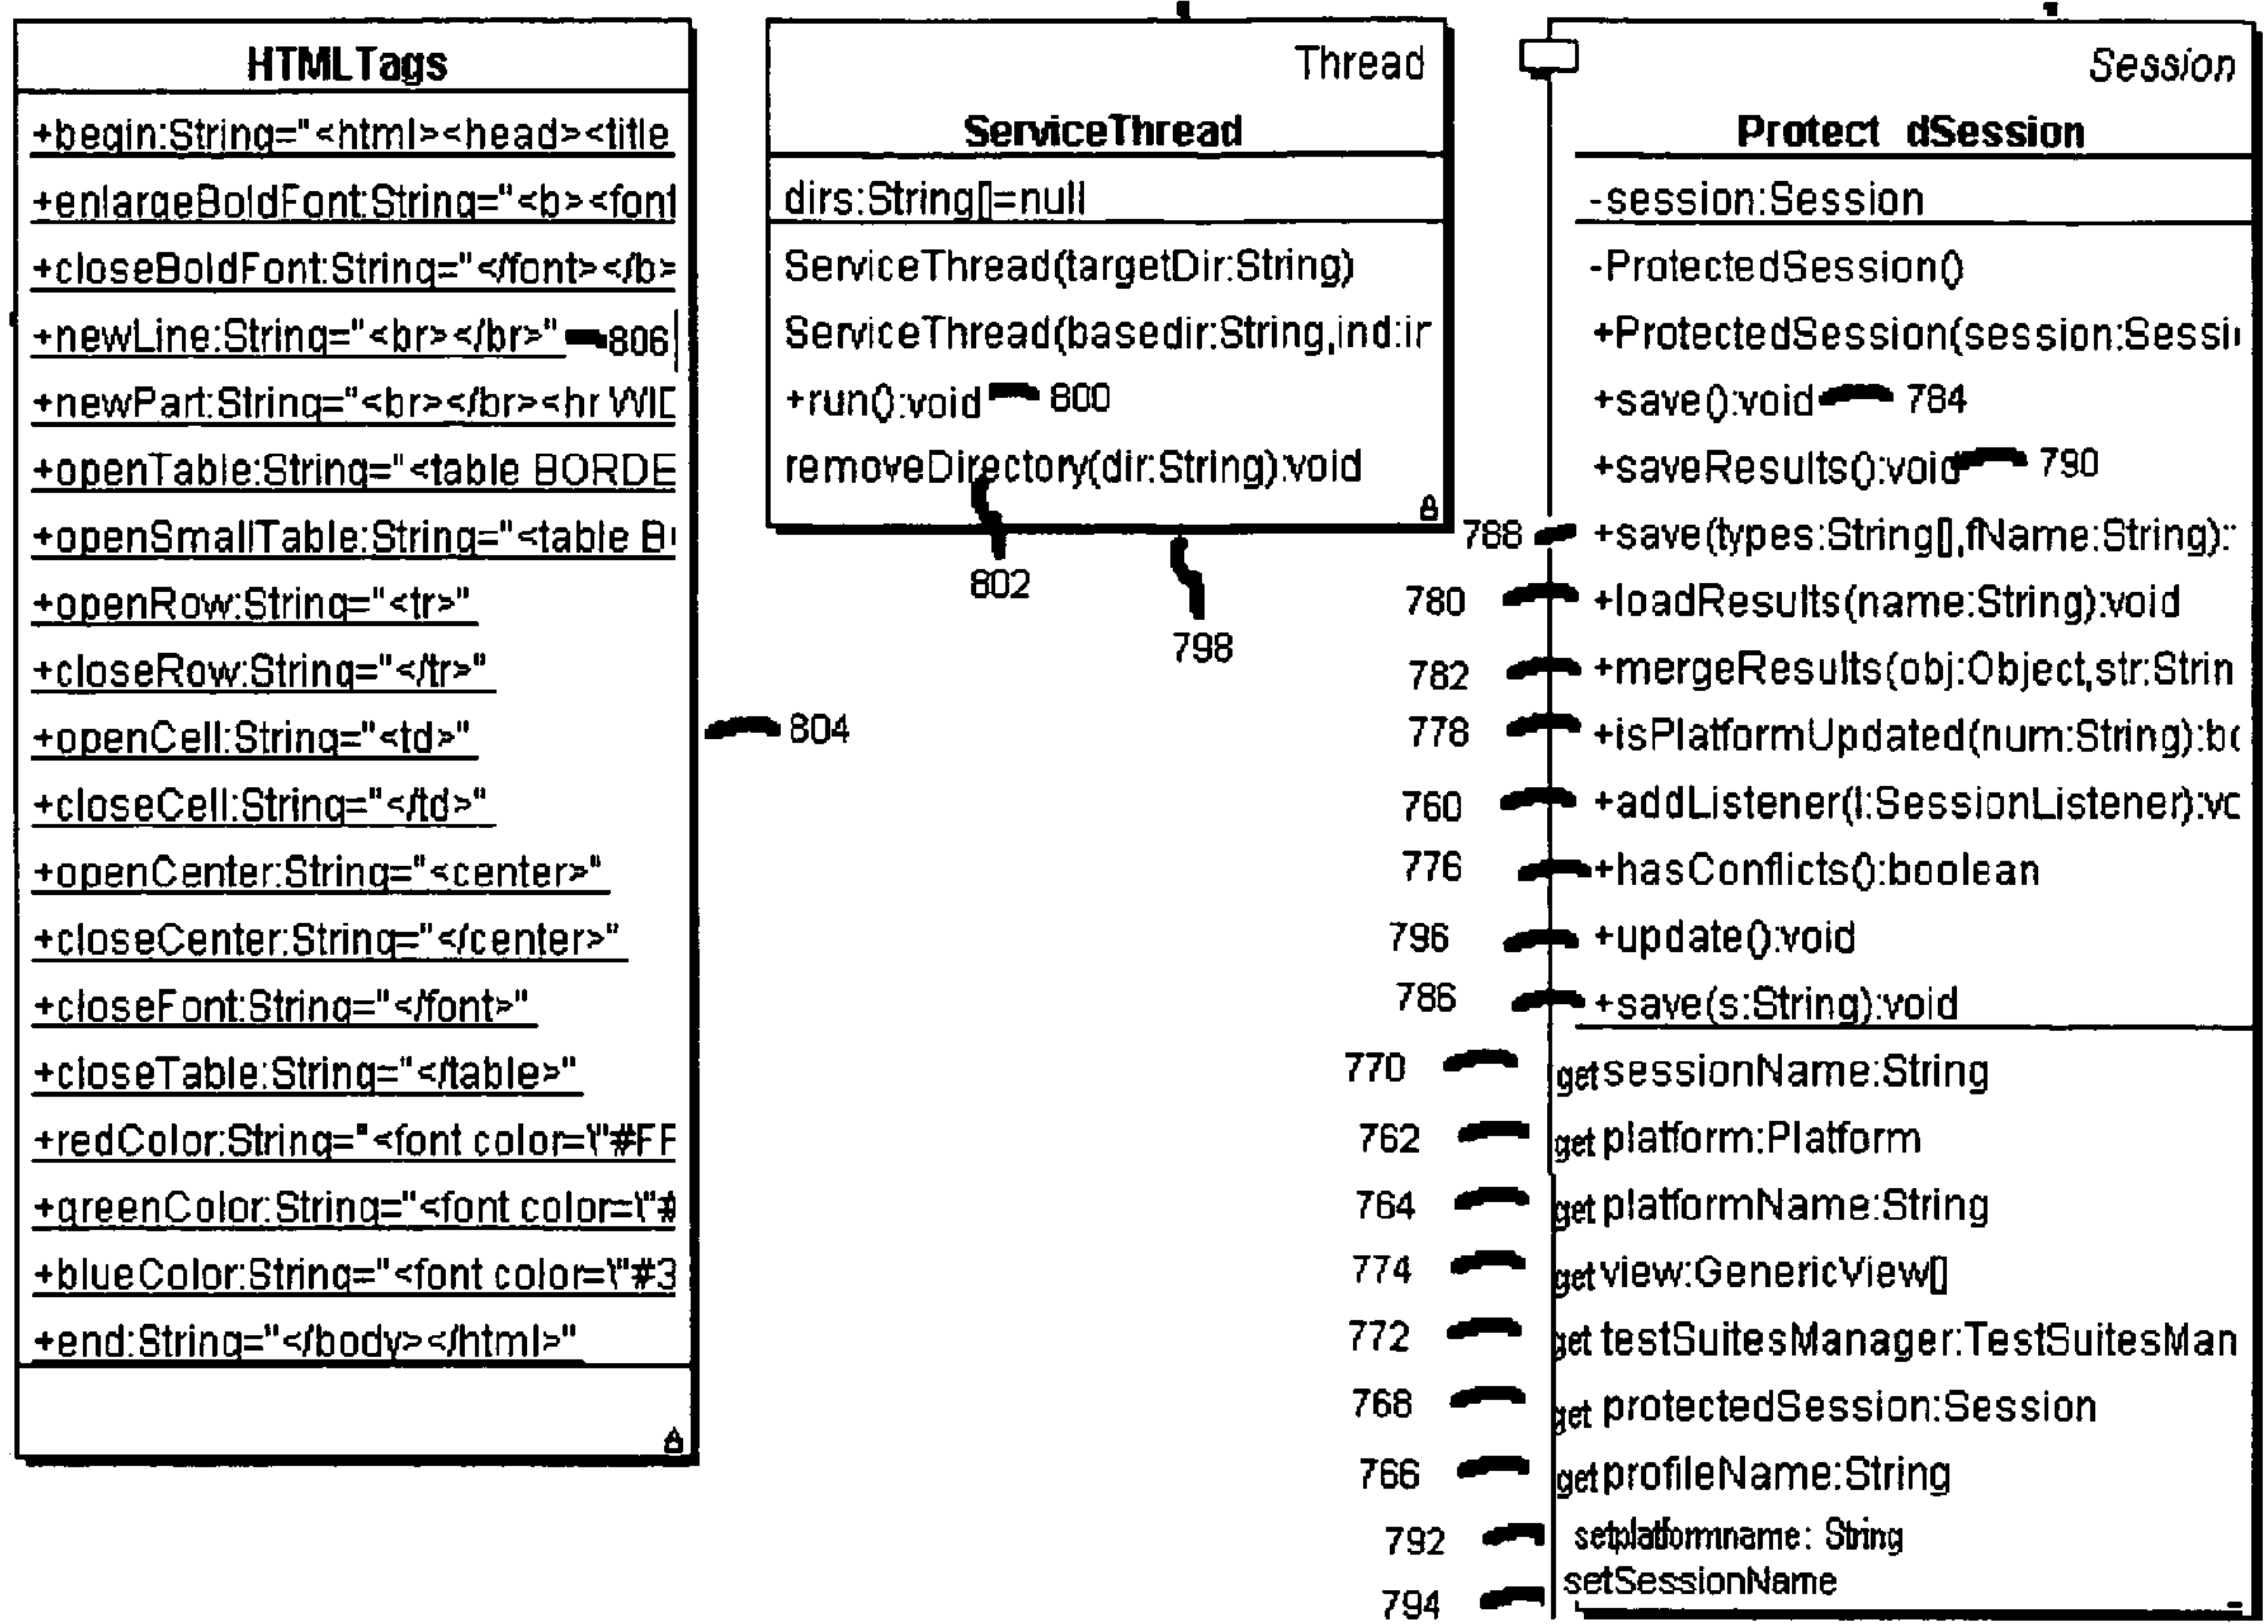 HTMLTags
+begin:String="<html><head><title
+enlargeBoldFont:String="<b><font
+closeBoldFont:String="</font></b>
+newLine:String="<br></br>" 806
+newPart:String="<br></br><hr WID
+openTable:String="<table BORDE
+openSmallTable:String="<table B
+openRow:String="<tr>"
+closeRow:String="</tr>"
+openCell:String="<td>"
+closeCell:String="</td>"
+openCenter:String="<center>"
+closeCenter:String="</center>"
+closeFont:String="</font>"
+closeTable:String="</table>"
+redColor:String="<font color=\"#FF
+greenColor:String="<font color=\"#
+blueColor:String="<font color=\"#3
+end:String="</body></html>"
804
Thread
ServiceThread
dirs:String[]=null
ServiceThread(targetDir:String)
ServiceThread(basedir:String,ind:in
+run():void 800
removeDirectory(dir:String):void
802
798
Session
Protect dSession
-session:Session
-ProtectedSession()
+ProtectedSession(session:Sessi
+save():void 784
+saveResults():void 790
788 +save(types:String[],fName:String):
780 +loadResults(name:String):void
782 +mergeResults(obj:Object,str:Strin
778 +isPlatformUpdated(num:String):bo
760 +addListener(l:SessionListener):vo
776 +hasConflicts():boolean
796 +update():void
786 +save(s:String):void
770 get sessionName:String
762 get platform:Platform
764 get platformName:String
774 get view:GenericView[]
772 get testSuitesManager:TestSuitesMan
768 get protectedSession:Session
766 get profileName:String
792 setplatformname: String
794 setSessionName